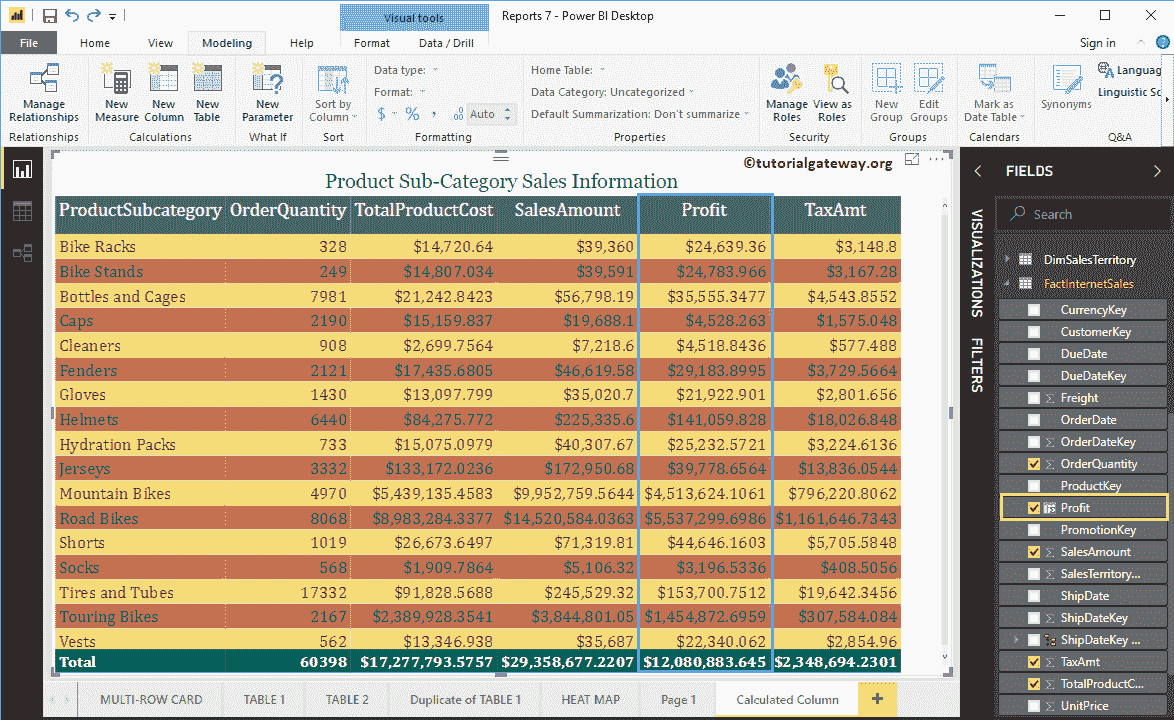 Visual tools Reports 7 - Power BI Desktop
File Home View Modeling Help Format Data / Drill Sign in
Manage Relationships
New Measure
New Column
New Table
New Parameter
Sort by Column
Data type:
Format:
$ % , .00 Auto
Home Table:
Data Category: Uncategorized
Default Summarization: Don't summarize
Manage Roles
View as Roles
New Group
Edit Groups
Mark as Date Table
Synonyms
Languag
Linguistic Sc
Relationships Calculations What If Sort Formatting Properties Security Groups Calendars Q&A
©tutorialgateway.org
Product Sub-Category Sales Information
ProductSubcategory OrderQuantity TotalProductCost SalesAmount Profit TaxAmt
Bike Racks 328 $14,720.64 $39,360 $24,639.36 $3,148.8
Bike Stands 249 $14,807.034 $39,591 $24,783.966 $3,167.28
Bottles and Cages 7981 $21,242.8423 $56,798.19 $35,555.3477 $4,543.8552
Caps 2190 $15,159.837 $19,688.1 $4,528.263 $1,575.048
Cleaners 908 $2,699.7564 $7,218.6 $4,518.8436 $577.488
Fenders 2121 $17,435.6805 $46,619.58 $29,183.8995 $3,729.5664
Gloves 1430 $13,097.799 $35,020.7 $21,922.901 $2,801.656
Helmets 6440 $84,275.772 $225,335.6 $141,059.828 $18,026.848
Hydration Packs 733 $15,075.0979 $40,307.67 $25,232.5721 $3,224.6136
Jerseys 3332 $133,172.0236 $172,950.68 $39,778.6564 $13,836.0544
Mountain Bikes 4970 $5,439,135.4583 $9,952,759.5644 $4,513,624.1061 $796,220.8062
Road Bikes 8068 $8,983,284.3377 $14,520,584.0363 $5,537,299.6986 $1,161,646.7343
Shorts 1019 $26,673.6497 $71,319.81 $44,646.1603 $5,705.5848
Socks 568 $1,909.7864 $5,106.32 $3,196.5336 $408.5056
Tires and Tubes 17332 $91,828.5688 $245,529.32 $153,700.7512 $19,642.3456
Touring Bikes 2167 $2,389,928.3541 $3,844,801.05 $1,454,872.6959 $307,584.084
Vests 562 $13,346.938 $35,687 $22,340.062 $2,854.96
Total 60398 $17,277,793.5757 $29,358,677.2207 $12,080,883.645 $2,348,694.2301
VISUALIZATIONS
FILTERS
FIELDS
Search
DimSalesTerritory
FactInternetSales
CurrencyKey
CustomerKey
DueDate
DueDateKey
Freight
OrderDate
OrderDateKey
OrderQuantity
ProductKey
Profit
PromotionKey
SalesAmount
SalesTerritory...
ShipDate
ShipDateKey
ShipDateKey ...
TaxAmt
TotalProductC...
UnitPrice
MULTI-ROW CARD TABLE 1 TABLE 2 Duplicate of TABLE 1 HEAT MAP Page 1 Calculated Column +